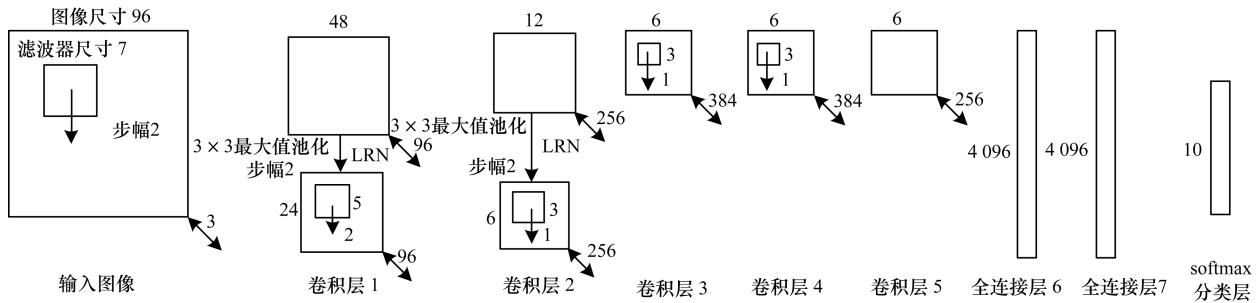 图像尺寸 96
滤波器尺寸 7
步幅2
3
输入图像
48
3×3最大值池化
步幅2
LRN
96
24
5
2
96
卷积层 1
12
3×3最大值池化
步幅2
LRN
256
6
3
1
256
卷积层 2
6
3
1
384
卷积层 3
6
3
1
384
卷积层 4
6
256
卷积层 5
4 096
全连接层 6
4 096
全连接层7
10
softmax
分类层